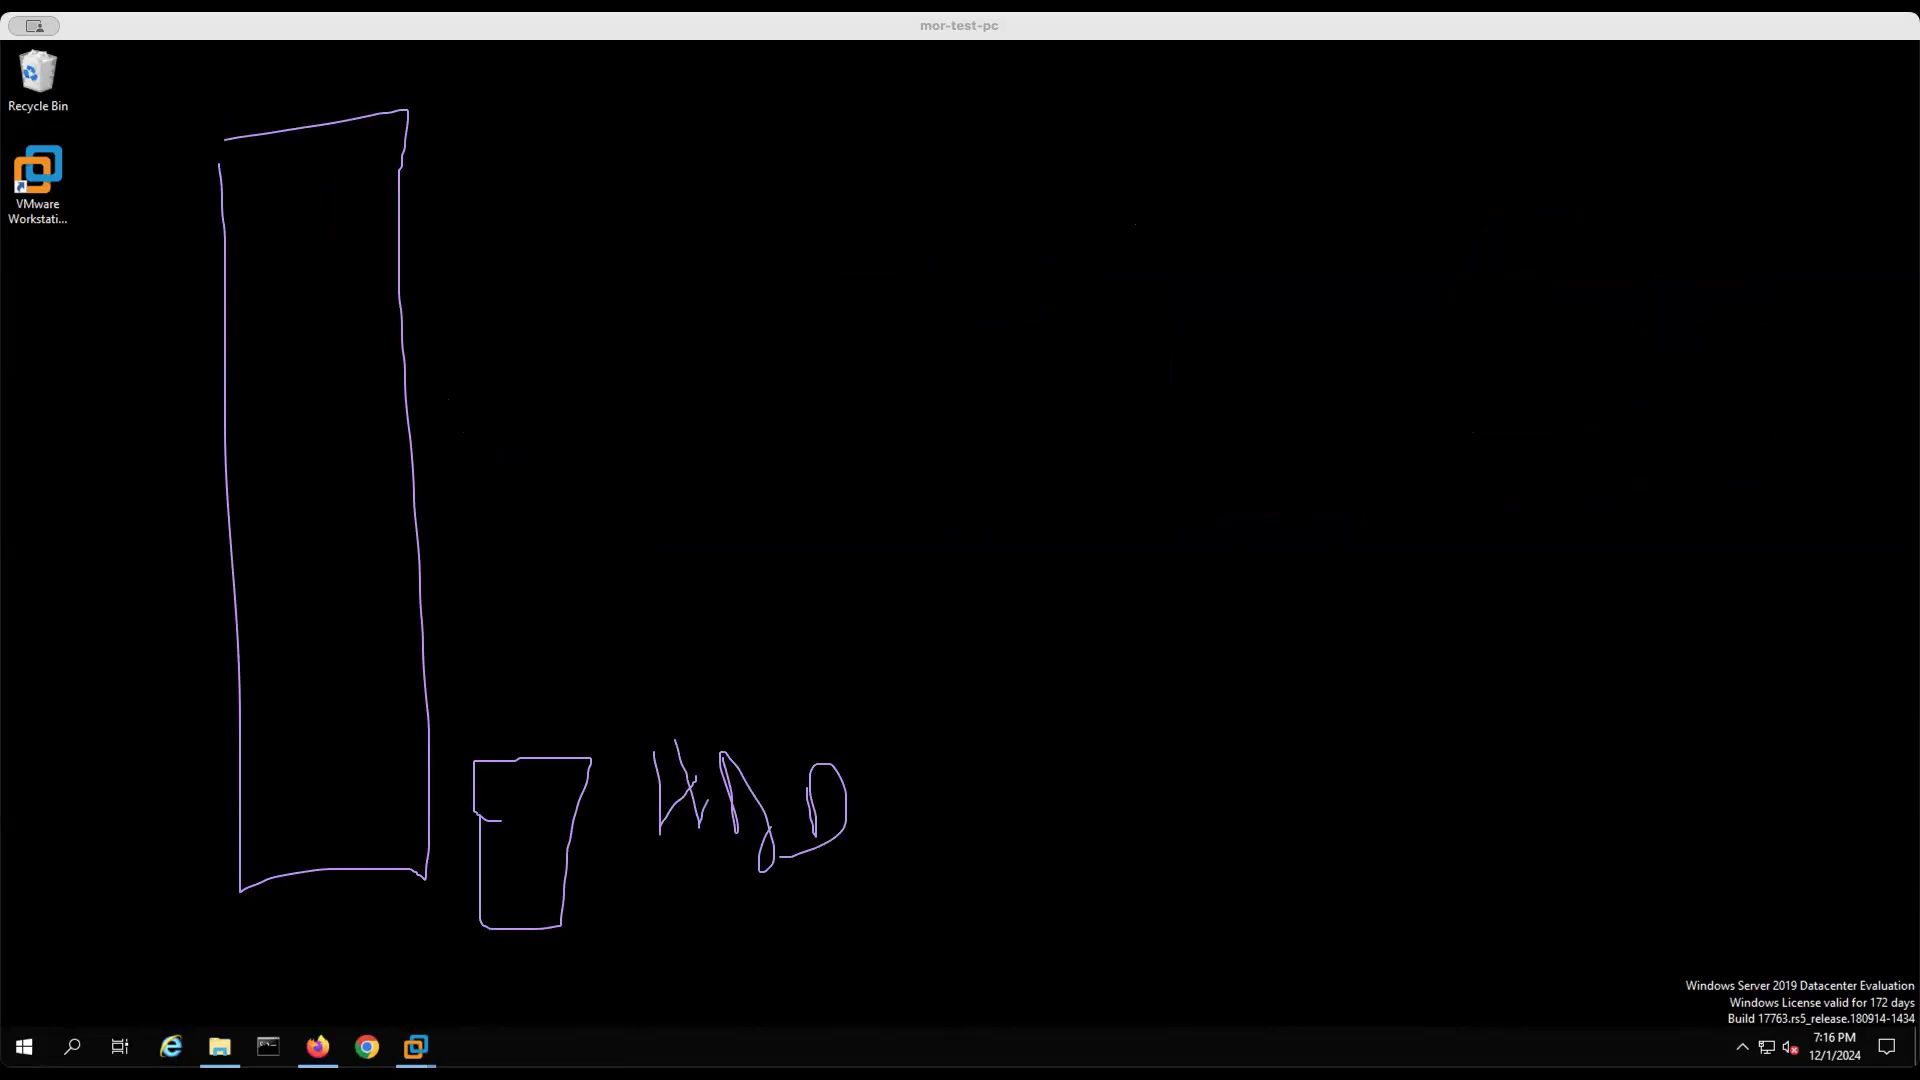 mor-test-pc
Recycle Bin
VMware
Workstati...
HDD
Windows Server 2019 Datacenter Evaluation
Windows License valid for 172 days
Build 17763.rs5_release.180914-1434
7:16 PM
12/1/2024